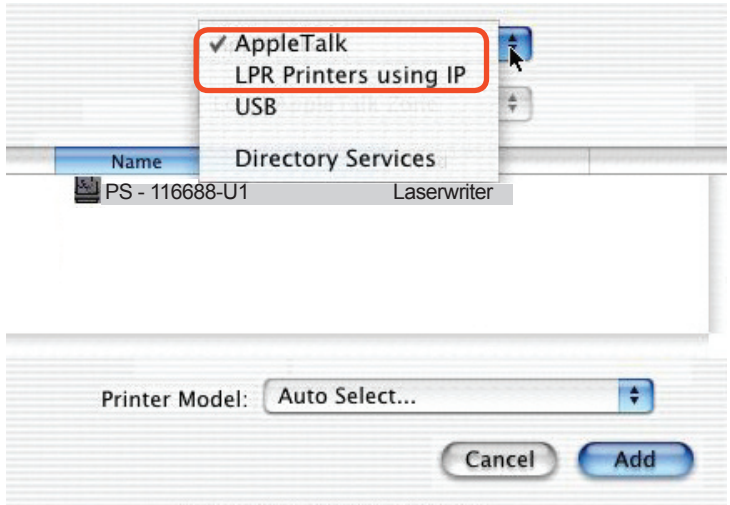 ✓ AppleTalk
LPR Printers using IP
USB
Directory Services
Name
PS - 116688-U1 Laserwriter
Printer Model: Auto Select...
Cancel Add